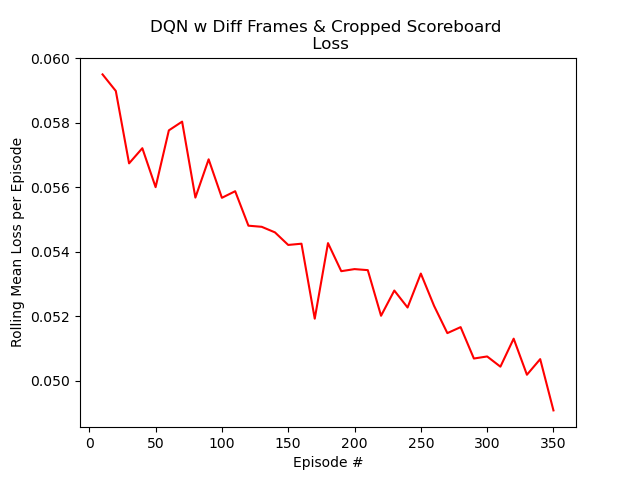 DQN w Diff Frames & Cropped Scoreboard
Loss
Rolling Mean Loss per Episode
0.060
0.058
0.056
0.054
0.052
0.050
0 50 100 150 200 250 300 350
Episode #